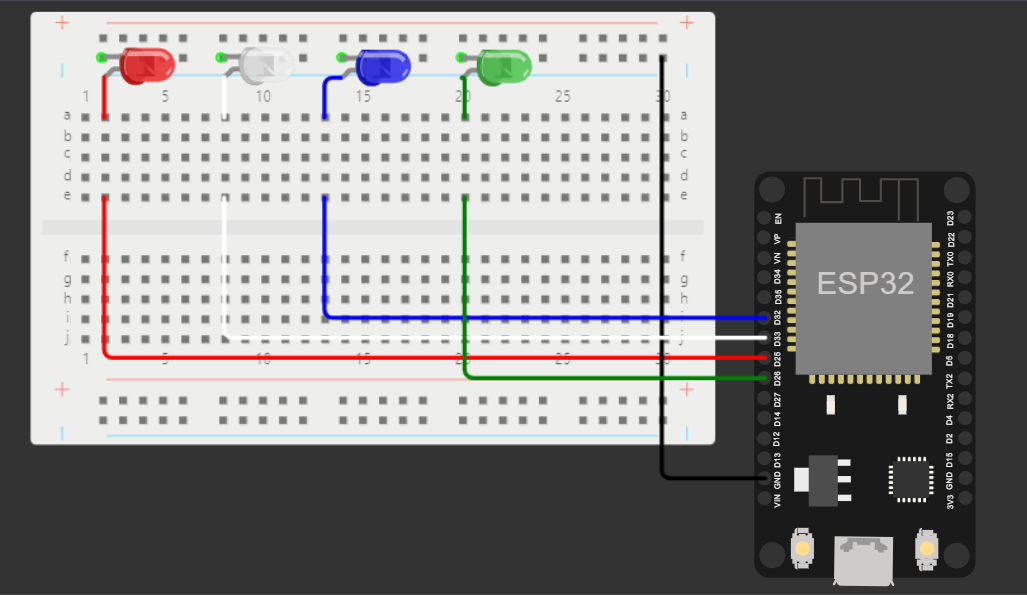 + +
1 5 10 15 20 25 30
a a
b b
c c
d d
e e
f f
g g
h h
i i
j j
1 5 10 15 20 25 30
+ +
ESP32
EN
VP
VN
D34
D35
D32
D33
D25
D26
D27
D14
D12
D13
GND
VIN
D23
D22
TX0
RX0
D21
D19
D18
D5
TX2
RX2
D4
D2
D15
GND
3V3